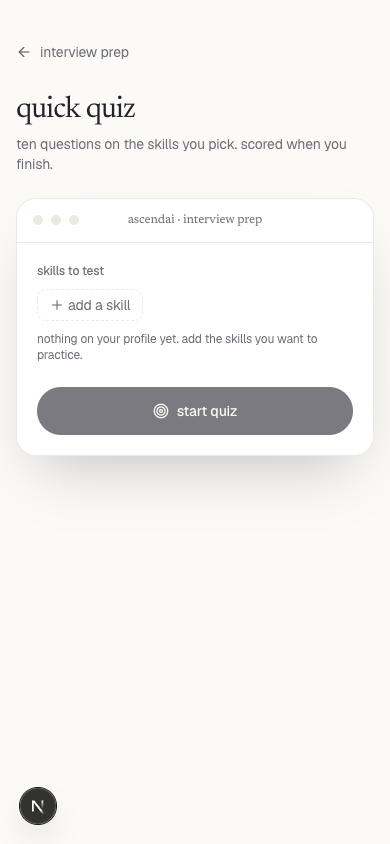 interview prep
quick quiz
ten questions on the skills you pick. scored when you
finish.
ascendai · interview prep
skills to test
+ add a skill
nothing on your profile yet. add the skills you want to
practice.
start quiz
N